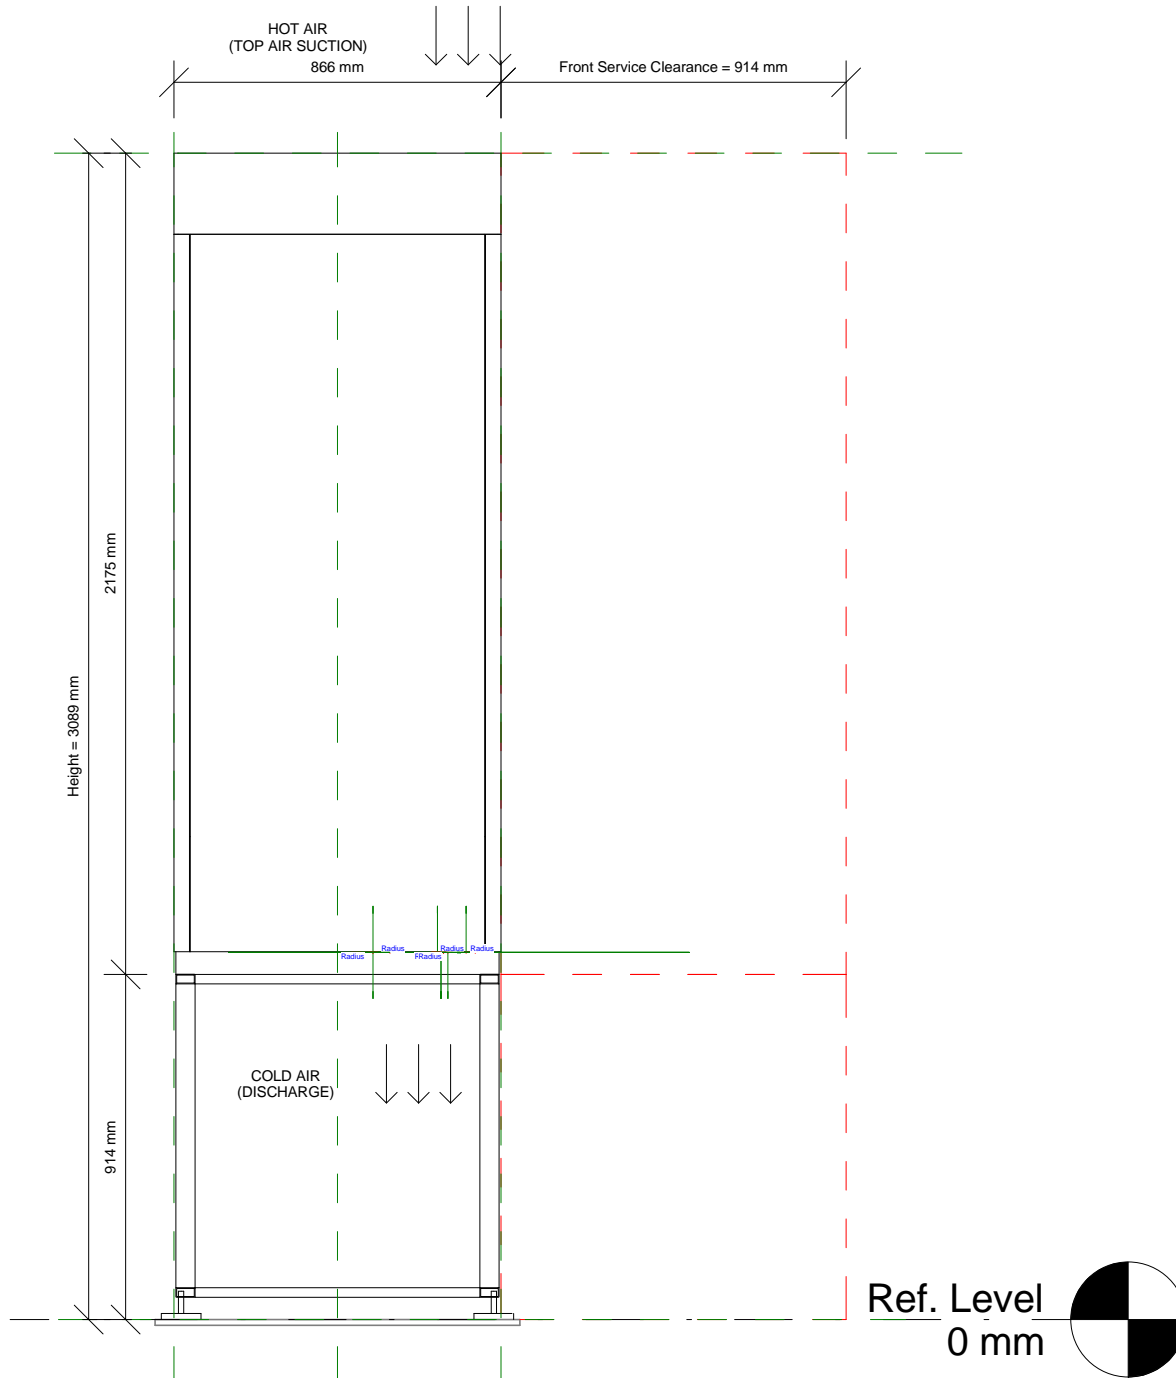 HOT AIR
(TOP AIR SUCTION)
866 mm
Front Service Clearance = 914 mm
2175 mm
Height = 3089 mm
Radius
Radius
Radius
Radius
Radius
COLD AIR
(DISCHARGE)
914 mm
Ref. Level
0 mm